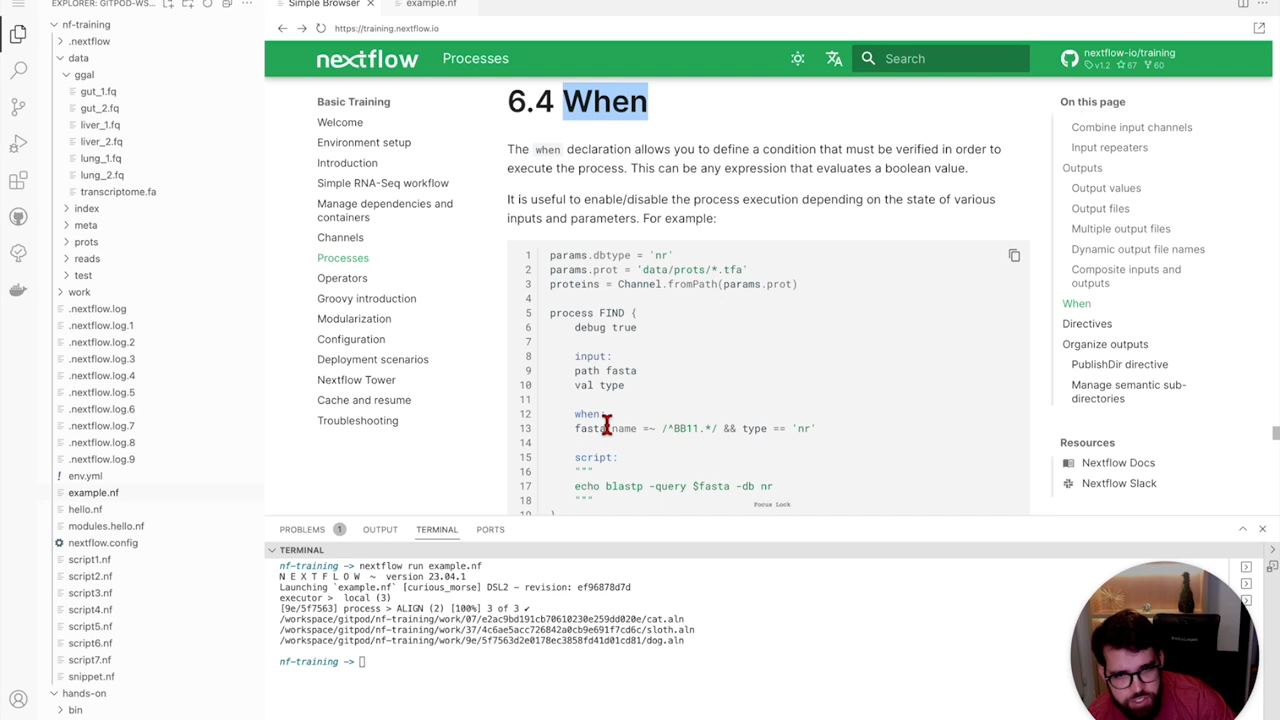 EXPLORER: GITPOD-WS...
nf-training
.nextflow
data
ggal
gut_1.fq
gut_2.fq
liver_1.fq
liver_2.fq
lung_1.fq
lung_2.fq
transcriptome.fa
index
meta
prots
reads
test
work
.nextflow.log
.nextflow.log.1
.nextflow.log.2
.nextflow.log.3
.nextflow.log.4
.nextflow.log.5
.nextflow.log.6
.nextflow.log.7
.nextflow.log.8
.nextflow.log.9
! env.yml
example.nf
hello.nf
modules.hello.nf
nextflow.config
script1.nf
script2.nf
script3.nf
script4.nf
script5.nf
script6.nf
script7.nf
snippet.nf
hands-on
bin
Simple Browser
example.nf
https://training.nextflow.io
nextflow
Processes
Search
nextflow-io/training
v1.2 67 60
Basic Training
Welcome
Environment setup
Introduction
Simple RNA-Seq workflow
Manage dependencies and
containers
Channels
Processes
Operators
Groovy introduction
Modularization
Configuration
Deployment scenarios
Nextflow Tower
Cache and resume
Troubleshooting
6.4 When
The when declaration allows you to define a condition that must be verified in order to
execute the process. This can be any expression that evaluates a boolean value.
It is useful to enable/disable the process execution depending on the state of various
inputs and parameters. For example:
1 params.dbtype = 'nr'
2 params.prot = 'data/prots/*.tfa'
3 proteins = Channel.fromPath(params.prot)
4
5 process FIND {
6 debug true
7
8 input:
9 path fasta
10 val type
11
12 when:
13 fasta.name =~ /^BB11.*/ && type == 'nr'
14
15 script:
16 """
17 echo blastp -query $fasta -db nr
18 """
19 }
Focus Lock
On this page
Combine input channels
Input repeaters
Outputs
Output values
Output files
Multiple output files
Dynamic output file names
Composite inputs and
outputs
When
Directives
Organize outputs
PublishDir directive
Manage semantic sub-
directories
Resources
Nextflow Docs
Nextflow Slack
PROBLEMS 1 OUTPUT TERMINAL PORTS
TERMINAL
nf-training -> nextflow run example.nf
N E X T F L O W ~ version 23.04.1
Launching `example.nf` [curious_morse] DSL2 - revision: ef96878d7d
executor > local (3)
[9e/5f7563] process > ALIGN (2) [100%] 3 of 3 ✔
/workspace/gitpod/nf-training/work/07/e2ac9bd191cb70610230e259dd020e/cat.aln
/workspace/gitpod/nf-training/work/37/4c6ae5acc726842a0cb9e691f7cd6c/sloth.aln
/workspace/gitpod/nf-training/work/9e/5f7563d2e0178ec3858fd41d01cd81/dog.aln
nf-training ->